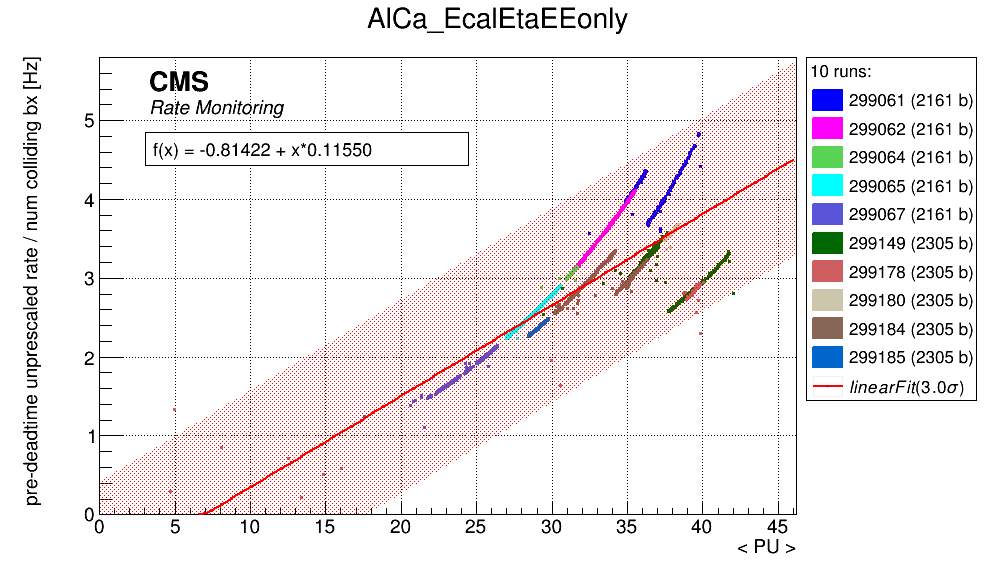 AlCa_EcalEtaEEonly
pre-deadtime unprescaled rate / num colliding bx [Hz]
CMS
Rate Monitoring
f(x) = -0.81422 + x*0.11550
5
4
3
2
1
0
0 5 10 15 20 25 30 35 40 45
< PU >
10 runs:
299061 (2161 b)
299062 (2161 b)
299064 (2161 b)
299065 (2161 b)
299067 (2161 b)
299149 (2305 b)
299178 (2305 b)
299180 (2305 b)
299184 (2305 b)
299185 (2305 b)
linearFit(3.0σ)